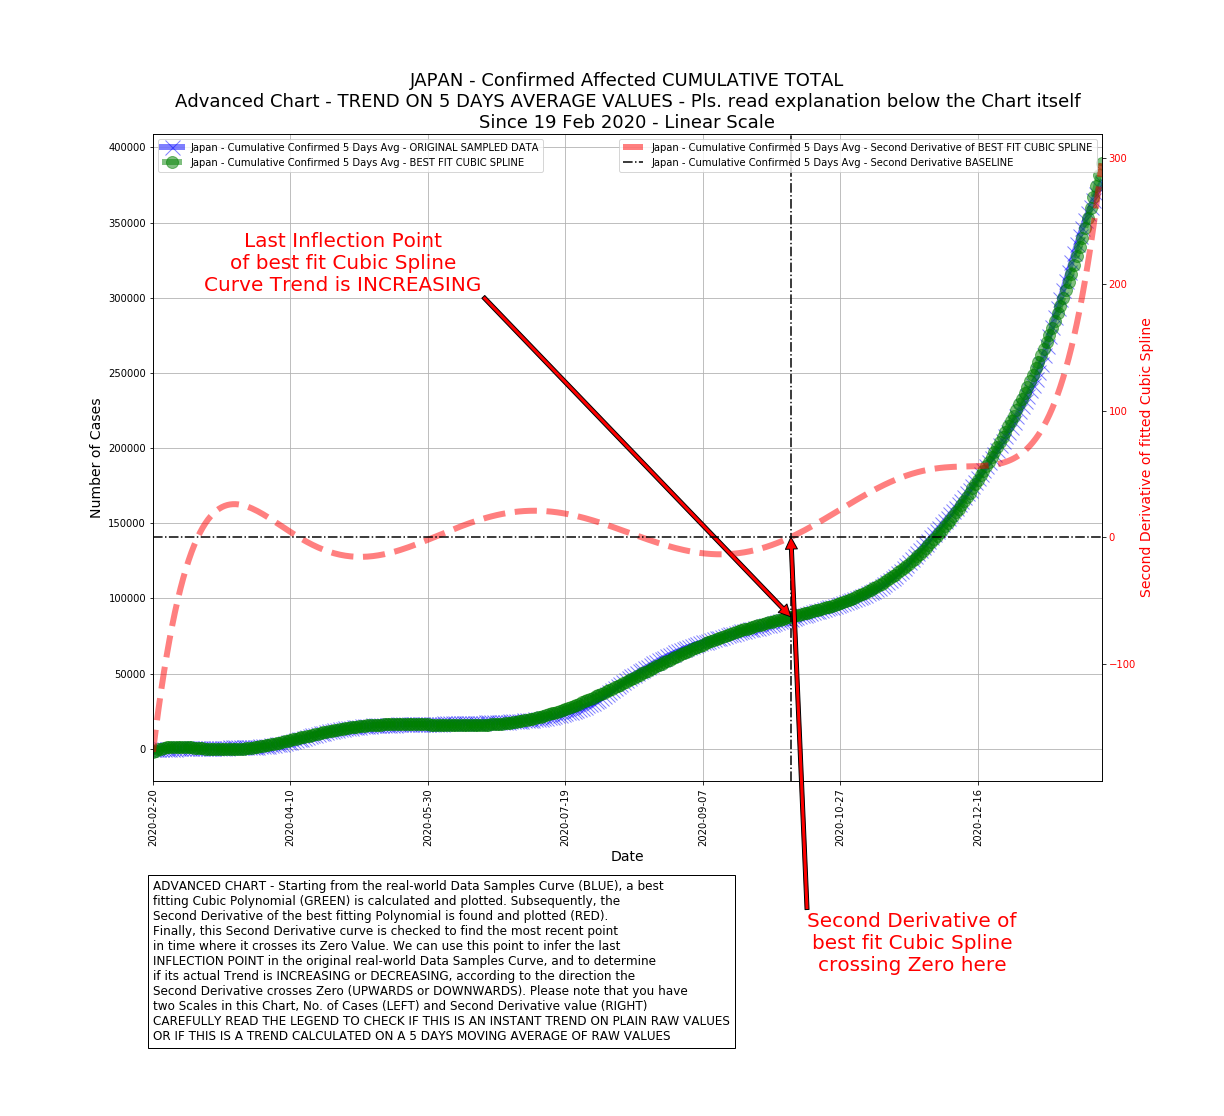 JAPAN - Confirmed Affected CUMULATIVE TOTAL
Advanced Chart - TREND ON 5 DAYS AVERAGE VALUES - Pls. read explanation below the Chart itself
Since 19 Feb 2020 - Linear Scale
Japan - Cumulative Confirmed 5 Days Avg - ORIGINAL SAMPLED DATA
Japan - Cumulative Confirmed 5 Days Avg - BEST FIT CUBIC SPLINE
Japan - Cumulative Confirmed 5 Days Avg - Second Derivative of BEST FIT CUBIC SPLINE
Japan - Cumulative Confirmed 5 Days Avg - Second Derivative BASELINE
400000
350000
300000
250000
200000
150000
100000
50000
0
Number of Cases
300
200
100
0
−100
Second Derivative of fitted Cubic Spline
Last Inflection Point
of best fit Cubic Spline
Curve Trend is INCREASING
2020-02-20
2020-04-10
2020-05-30
2020-07-19
2020-09-07
2020-10-27
2020-12-16
Date
Second Derivative of
best fit Cubic Spline
crossing Zero here
ADVANCED CHART - Starting from the real-world Data Samples Curve (BLUE), a best
fitting Cubic Polynomial (GREEN) is calculated and plotted. Subsequently, the
Second Derivative of the best fitting Polynomial is found and plotted (RED).
Finally, this Second Derivative curve is checked to find the most recent point
in time where it crosses its Zero Value. We can use this point to infer the last
INFLECTION POINT in the original real-world Data Samples Curve, and to determine
if its actual Trend is INCREASING or DECREASING, according to the direction the
Second Derivative crosses Zero (UPWARDS or DOWNWARDS). Please note that you have
two Scales in this Chart, No. of Cases (LEFT) and Second Derivative value (RIGHT)
CAREFULLY READ THE LEGEND TO CHECK IF THIS IS AN INSTANT TREND ON PLAIN RAW VALUES
OR IF THIS IS A TREND CALCULATED ON A 5 DAYS MOVING AVERAGE OF RAW VALUES